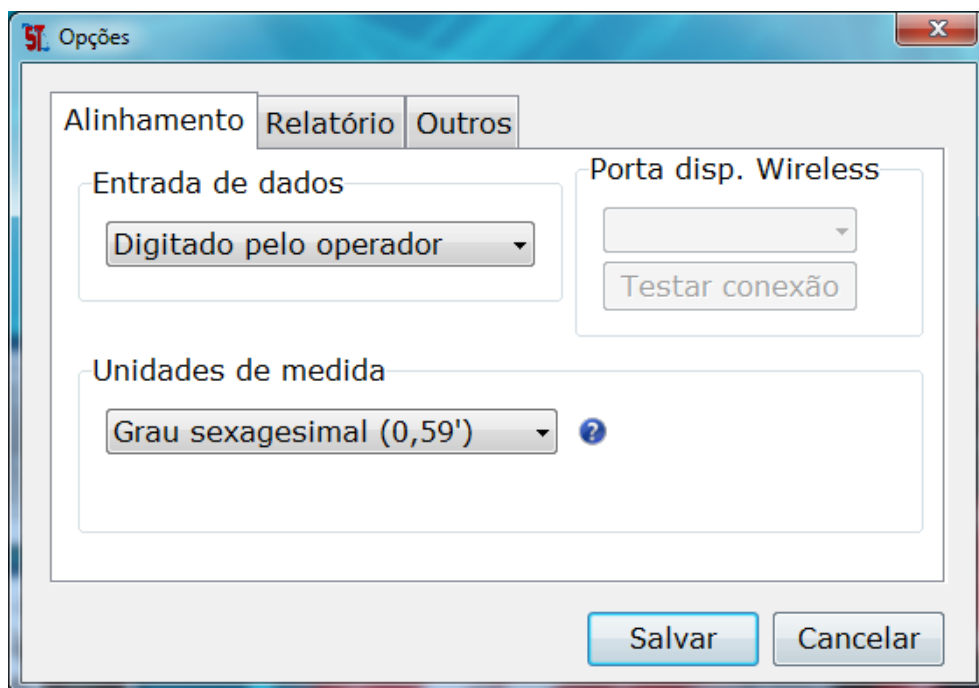 ST Opções
Alinhamento Relatório Outros
Entrada de dados
Digitado pelo operador
Porta disp. Wireless
Testar conexão
Unidades de medida
Grau sexagesimal (0,59')
?
Salvar Cancelar